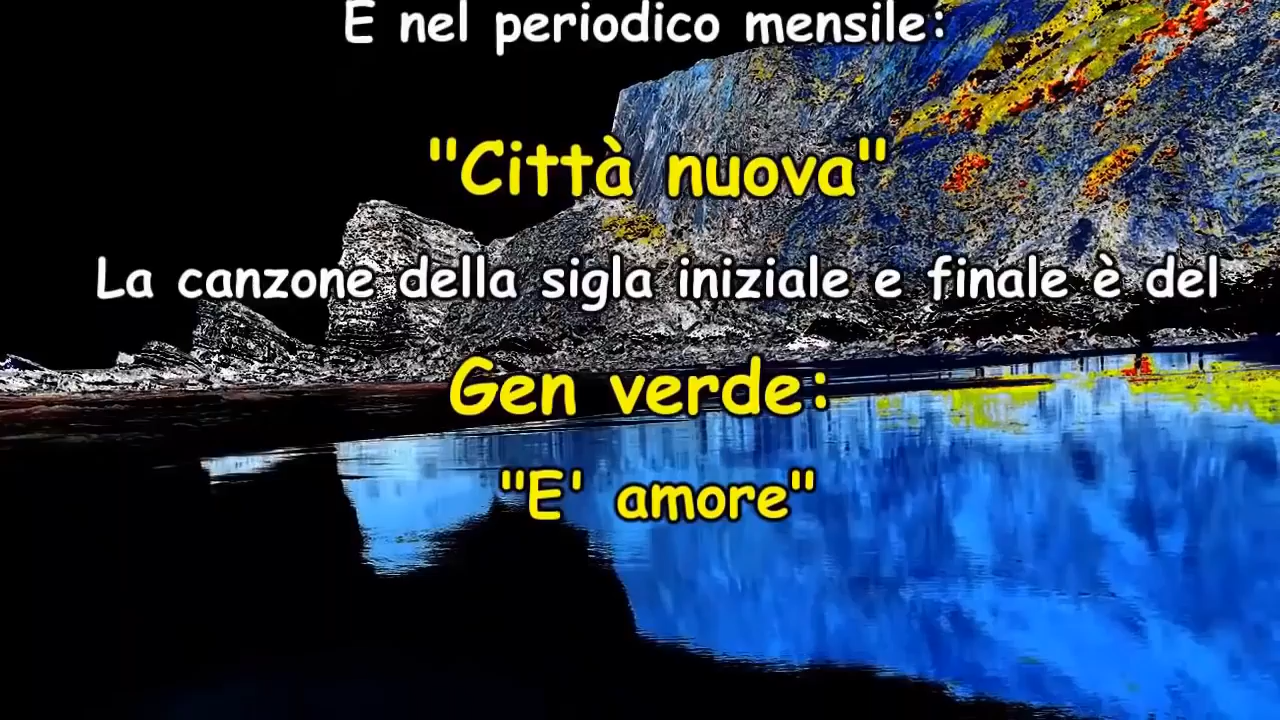 E nel periodico mensile:
"Città nuova"
La canzone della sigla iniziale e finale è del
Gen verde:
"E' amore"